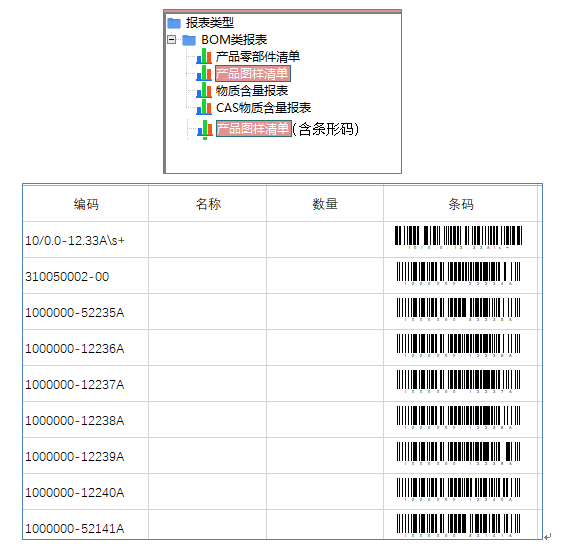 报表类型
BOM类报表
产品零部件清单
产品图样清单
物质含量报表
CAS物质含量报表
产品图样清单(含条形码)
编码 名称 数量 条码
10/0.0-12.33A\s+
310050002-00
1000000-52235A
1000000-12236A
1000000-12237A
1000000-12238A
1000000-12239A
1000000-12240A
1000000-52141A